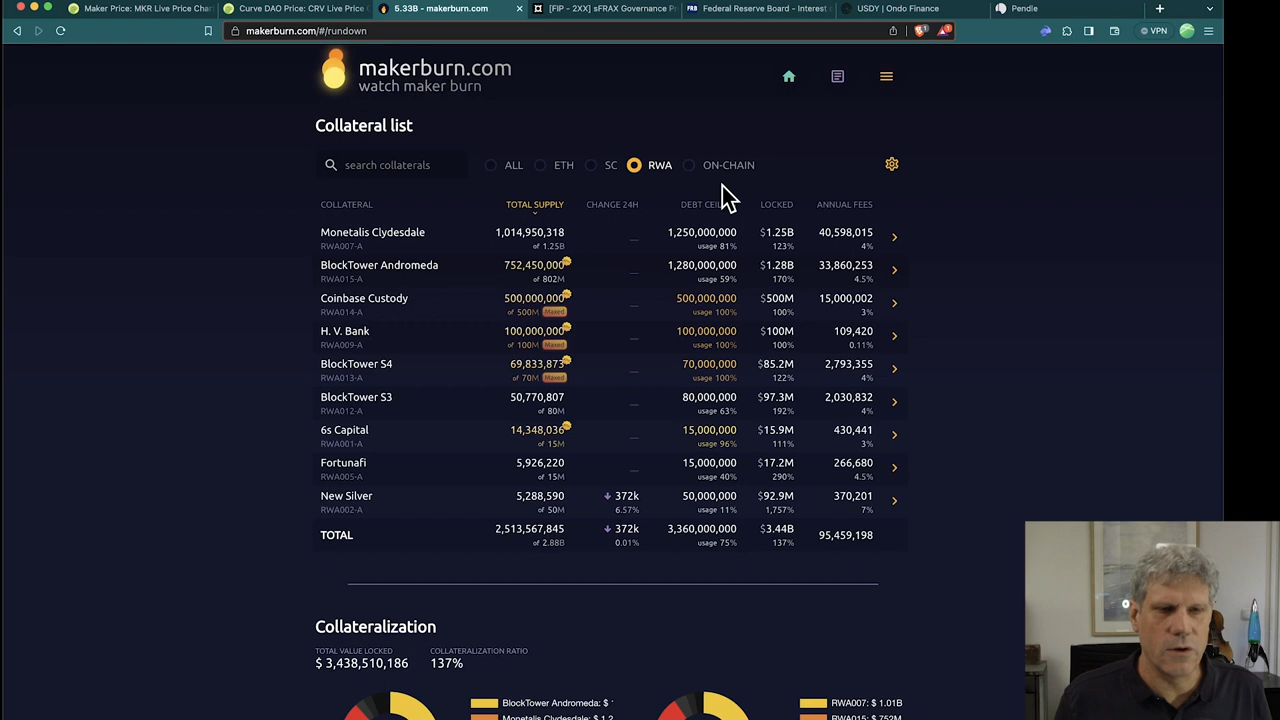 Maker Price: MKR Live Price Chart
Curve DAO Price: CRV Live Price
5.33B - makerburn.com
[FIP - 2XX] sFRAX Governance Pr
Federal Reserve Board - Interest
USDY | Ondo Finance
Pendle
makerburn.com/#/rundown
VPN
makerburn.com
watch maker burn
Collateral list
search collaterals ALL ETH SC RWA ON-CHAIN
COLLATERAL TOTAL SUPPLY CHANGE 24H DEBT CEIL LOCKED ANNUAL FEES
Monetalis Clydesdale 1,014,950,318 — 1,250,000,000 $1.25B 40,598,015
RWA007-A of 1.25B usage 81% 123% 4%
BlockTower Andromeda 752,450,000 — 1,280,000,000 $1.28B 33,860,253
RWA015-A of 802M usage 59% 170% 4.5%
Coinbase Custody 500,000,000 — 500,000,000 $500M 15,000,002
RWA014-A of 500M Maxed usage 100% 100% 3%
H. V. Bank 100,000,000 — 100,000,000 $100M 109,420
RWA009-A of 100M Maxed usage 100% 100% 0.11%
BlockTower S4 69,833,873 — 70,000,000 $85.2M 2,793,355
RWA013-A of 70M Maxed usage 100% 122% 4%
BlockTower S3 50,770,807 — 80,000,000 $97.3M 2,030,832
RWA012-A of 80M usage 63% 192% 4%
6s Capital 14,348,036 — 15,000,000 $15.9M 430,441
RWA001-A of 15M usage 96% 111% 3%
Fortunafi 5,926,220 — 15,000,000 $17.2M 266,680
RWA005-A of 15M usage 40% 290% 4.5%
New Silver 5,288,590 ↓ 372k 50,000,000 $92.9M 370,201
RWA002-A of 50M 6.57% usage 11% 1,757% 7%
TOTAL 2,513,567,845 ↓ 372k 3,360,000,000 $3.44B 95,459,198
of 2.88B 0.01% usage 75% 137%
Collateralization
TOTAL VALUE LOCKED COLLATERALIZATION RATIO
$ 3,438,510,186 137%
BlockTower Andromeda: $ RWA007: $ 1.01B
Monetalis Clydesdale: $ 1.2 RWA015: $ 752M